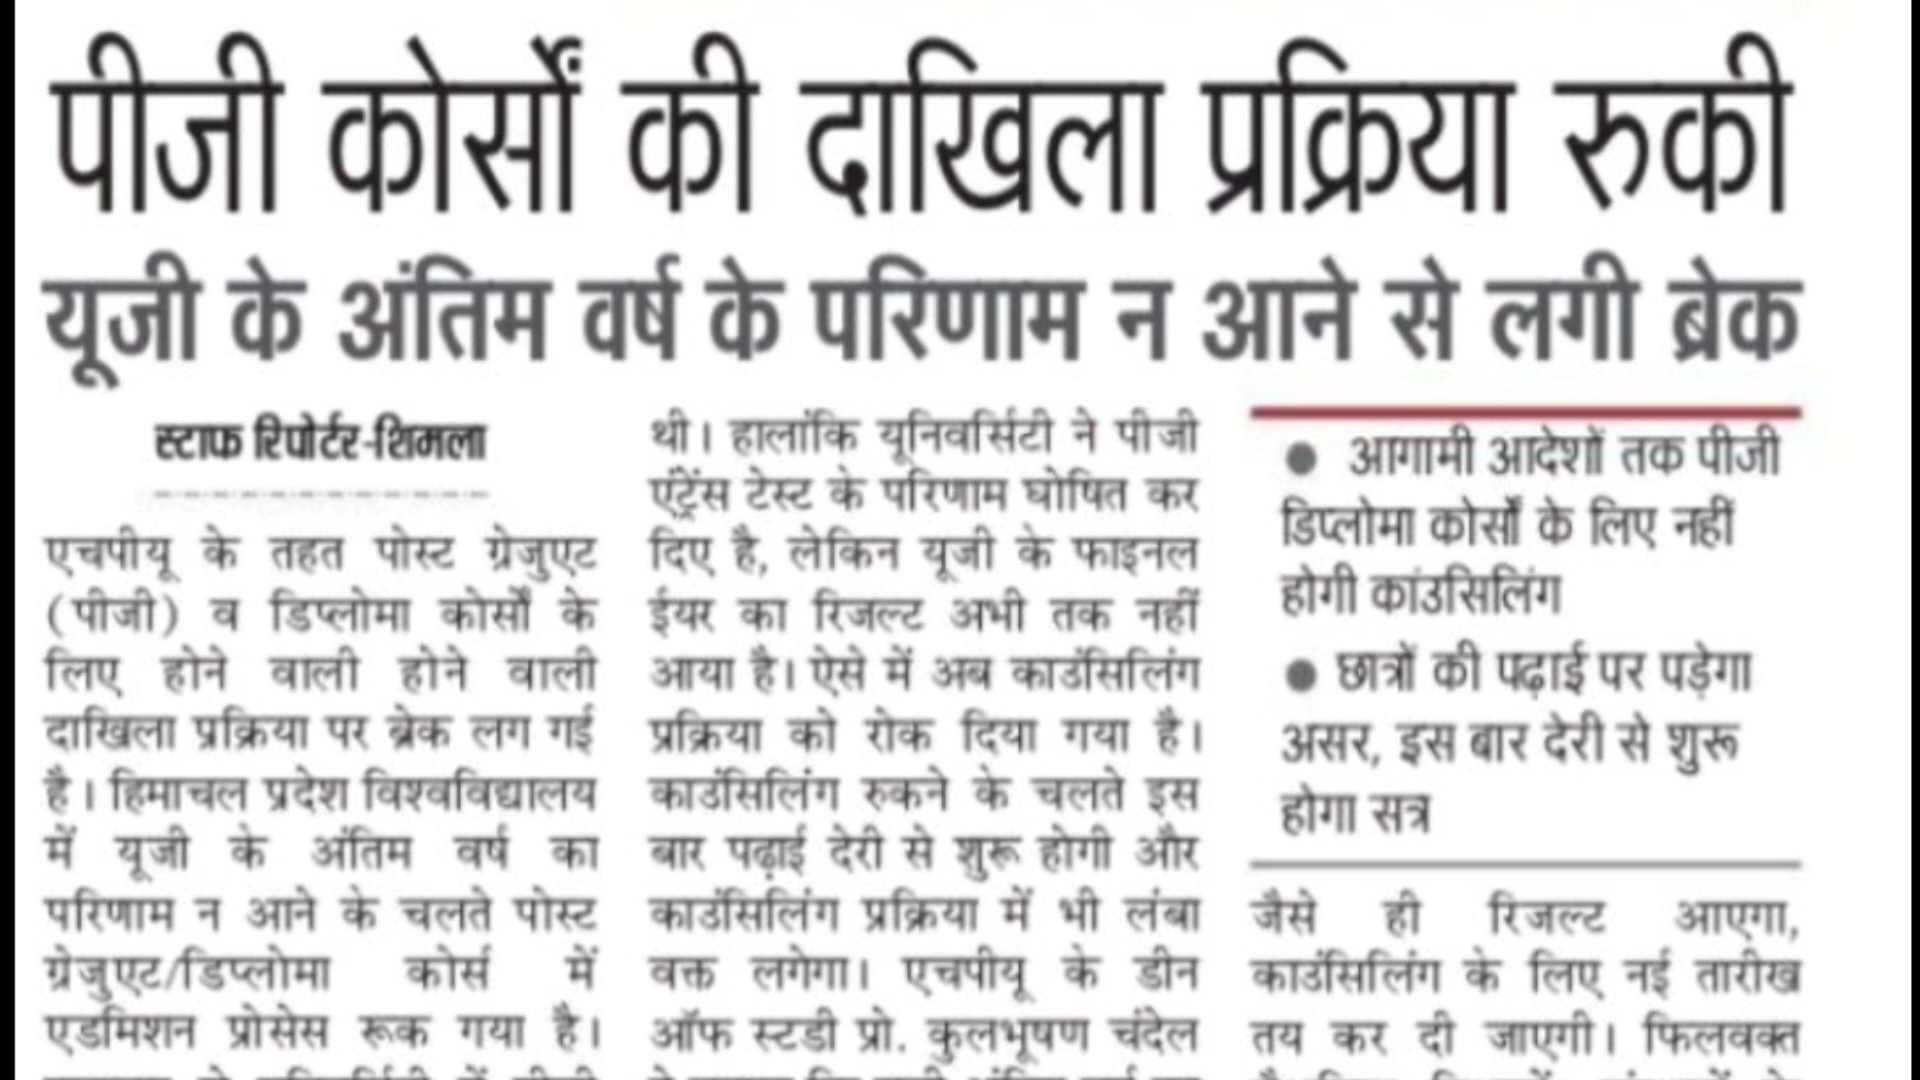 पीजी कोर्सों की दाखिला प्रक्रिया रुकी
यूजी के अंतिम वर्ष के परिणाम न आने से लगी ब्रेक
स्टाफ रिपोर्टर-शिमला
एचपीयू के तहत पोस्ट ग्रेजुएट
(पीजी) व डिप्लोमा कोर्सों के
लिए होने वाली होने वाली
दाखिला प्रक्रिया पर ब्रेक लग गई
है। हिमाचल प्रदेश विश्वविद्यालय
में यूजी के अंतिम वर्ष का
परिणाम न आने के चलते पोस्ट
ग्रेजुएट/डिप्लोमा कोर्स में
एडमिशन प्रोसेस रूक गया है।
थी। हालांकि यूनिवर्सिटी ने पीजी
एंट्रेंस टेस्ट के परिणाम घोषित कर
दिए है, लेकिन यूजी के फाइनल
ईयर का रिजल्ट अभी तक नहीं
आया है। ऐसे में अब काउंसिलिंग
प्रक्रिया को रोक दिया गया है।
काउंसिलिंग रुकने के चलते इस
बार पढ़ाई देरी से शुरू होगी और
काउंसिलिंग प्रक्रिया में भी लंबा
वक्त लगेगा। एचपीयू के डीन
ऑफ स्टडी प्रो. कुलभूषण चंदेल
● आगामी आदेशों तक पीजी
डिप्लोमा कोर्सों के लिए नहीं
होगी कांउसिलिंग
● छात्रों की पढ़ाई पर पड़ेगा
असर, इस बार देरी से शुरू
होगा सत्र
जैसे ही रिजल्ट आएगा,
काउंसिलिंग के लिए नई तारीख
तय कर दी जाएगी। फिलवक्त